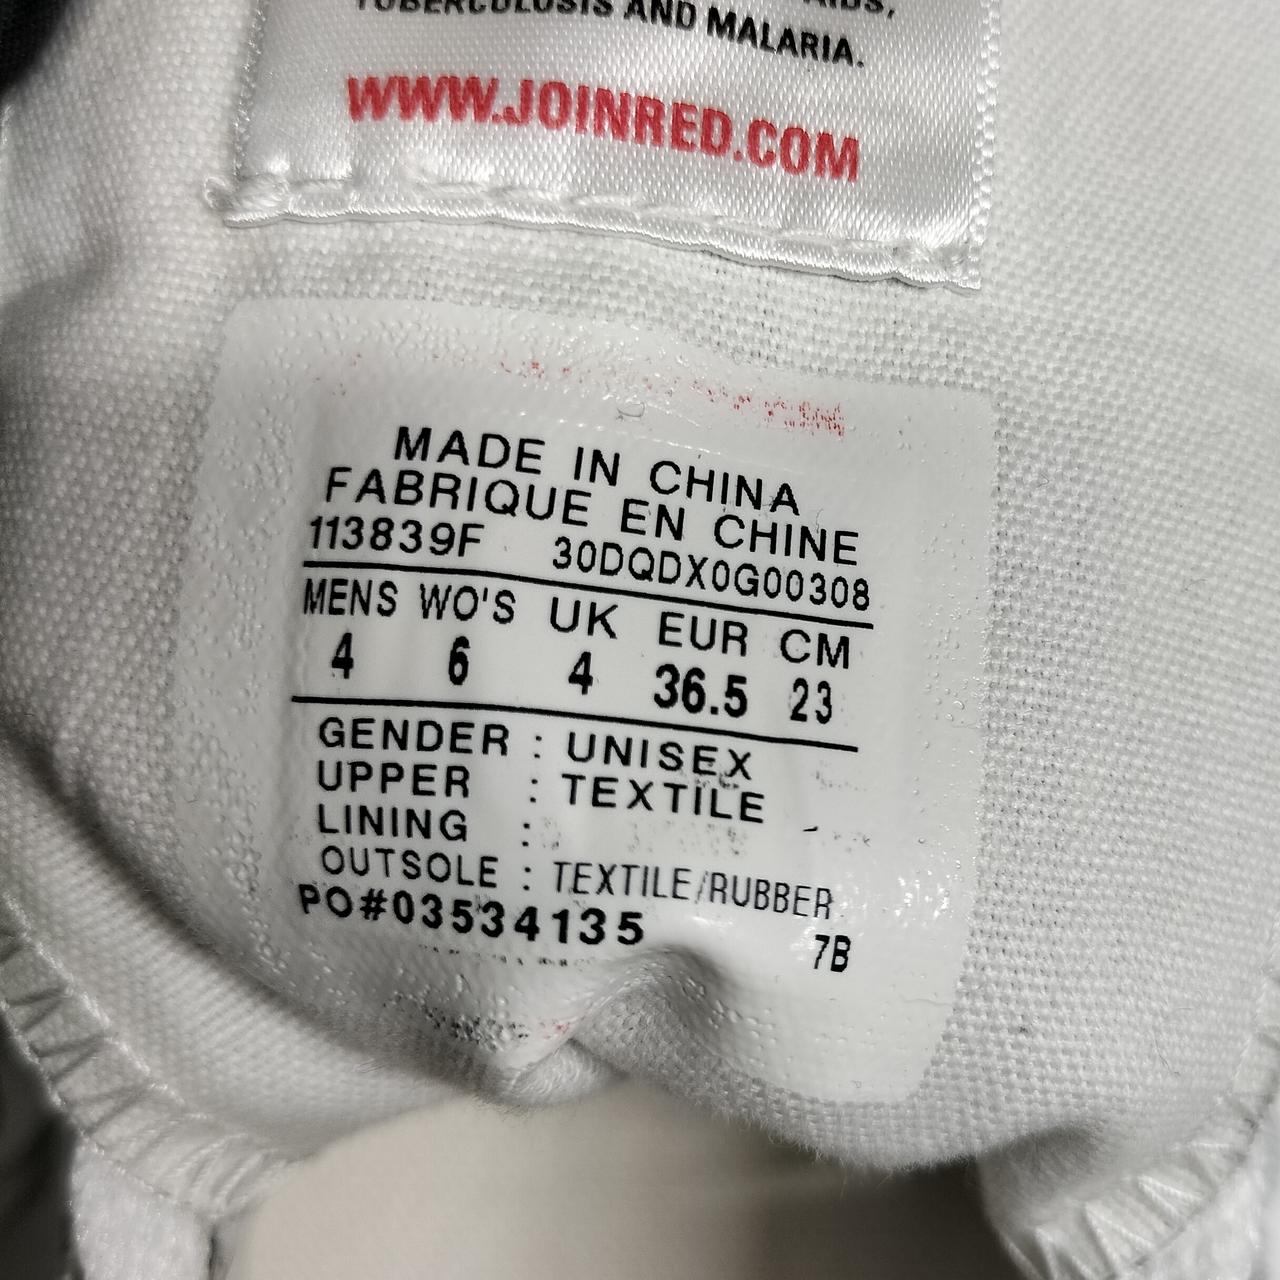 TUBERCULOSIS AND MALARIA.
WWW.JOINRED.COM
MADE IN CHINA
FABRIQUE EN CHINE
113839F 30DQDX0G00308
MENS WO'S UK EUR CM
4 6 4 36.5 23
GENDER : UNISEX
UPPER : TEXTILE
LINING :
OUTSOLE : TEXTILE/RUBBER
PO#03534135 7B